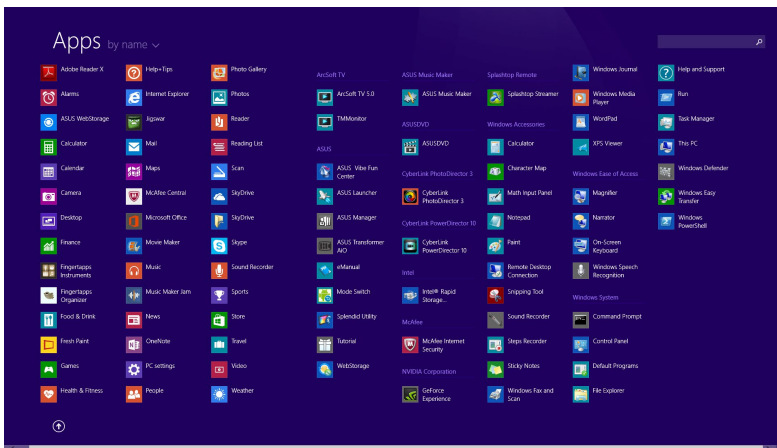 Apps by name
Adobe Reader X
Alarms
ASUS WebStorage
Calculator
Calendar
Camera
Desktop
Finance
Fingertapps
Instruments
Fingertapps
Organizer
Food & Drink
Fresh Paint
Games
Health & Fitness
Help+Tips
Internet Explorer
Jigswar
Mail
Maps
McAfee Central
Microsoft Office
Movie Maker
Music
Music Maker Jam
News
OneNote
PC settings
People
Photo Gallery
Photos
Reader
Reading List
Scan
SkyDrive
SkyDrive
Skype
Sound Recorder
Sports
Store
Travel
Video
Weather
ArcSoft TV
ArcSoft TV 5.0
TMMonitor
ASUS
ASUS Vibe Fun
Center
ASUS Launcher
ASUS Manager
ASUS Transformer
AiO
eManual
Mode Switch
Splendid Utility
Tutorial
WebStorage
ASUS Music Maker
ASUS Music Maker
ASUSDVD
ASUSDVD
CyberLink PhotoDirector 3
CyberLink
PhotoDirector 3
CyberLink PowerDirector 10
CyberLink
PowerDirector 10
Intel
Intel® Rapid
Storage...
McAfee
McAfee Internet
Security
NVIDIA Corporation
GeForce
Experience
Splashtop Remote
Splashtop Streamer
Windows Accessories
Calculator
Character Map
Math Input Panel
Notepad
Paint
Remote Desktop
Connection
Snipping Tool
Sound Recorder
Steps Recorder
Sticky Notes
Windows Fax and
Scan
Windows Journal
Windows Media
Player
WordPad
XPS Viewer
Windows Ease of Access
Magnifier
Narrator
On-Screen
Keyboard
Windows Speech
Recognition
Windows System
Command Prompt
Control Panel
Default Programs
File Explorer
Help and Support
Run
Task Manager
This PC
Windows Defender
Windows Easy
Transfer
Windows
PowerShell